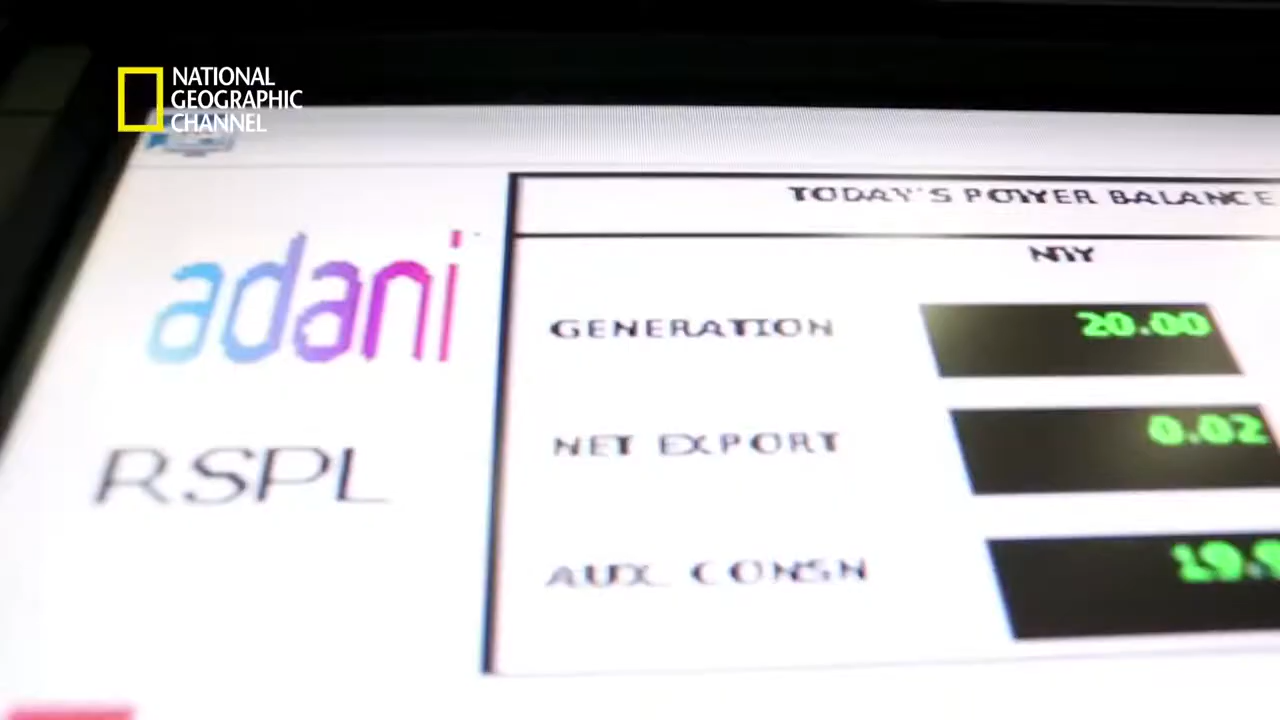 NATIONAL
GEOGRAPHIC
CHANNEL
adani
RSPL
TODAY'S POWER BALANCE
GENERATION 20.00
NET EXPORT 0.02
AUX. CONSN